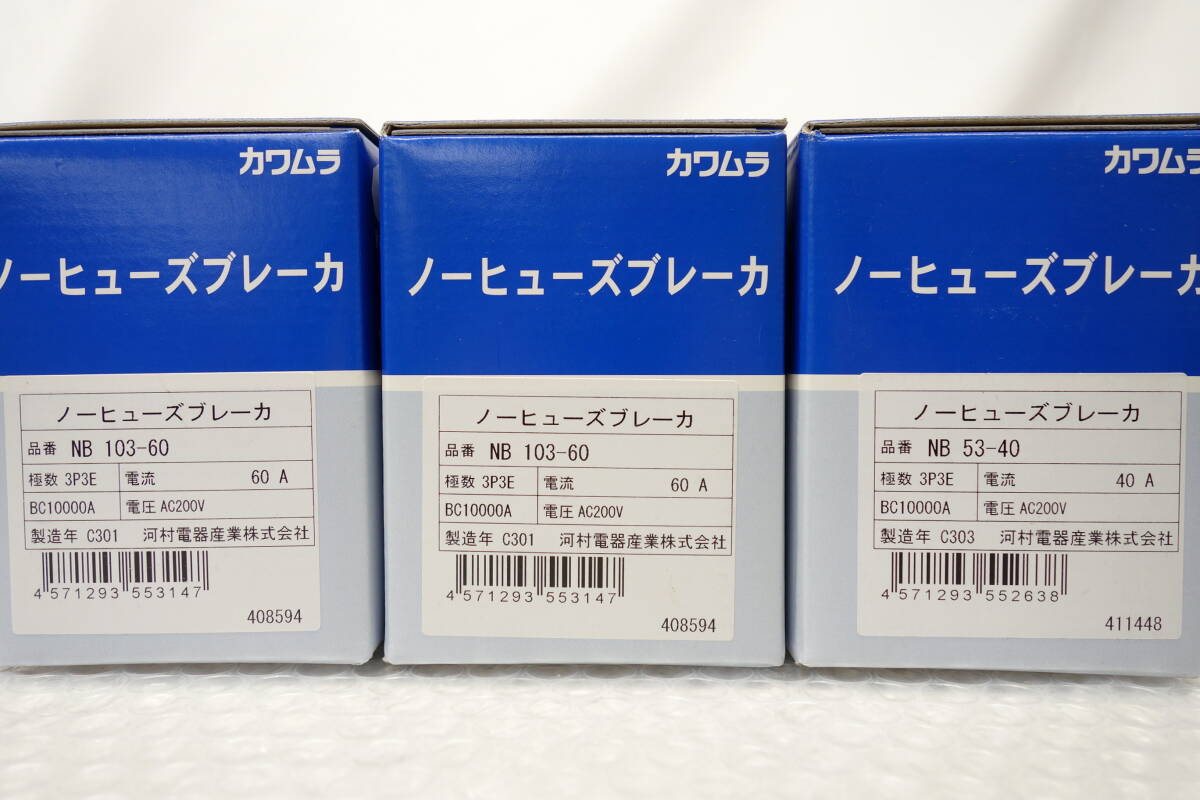 カワムラ
ノーヒューズブレーカ
ノーヒューズブレーカ
品番 NB 103-60
極数 3P3E 電流 60 A
BC10000A 電圧 AC200V
製造年 C301 河村電器産業株式会社
4 571293 553147
408594
カワムラ
ノーヒューズブレーカ
ノーヒューズブレーカ
品番 NB 103-60
極数 3P3E 電流 60 A
BC10000A 電圧 AC200V
製造年 C301 河村電器産業株式会社
4 571293 553147
408594
カワムラ
ノーヒューズブレーカ
ノーヒューズブレーカ
品番 NB 53-40
極数 3P3E 電流 40 A
BC10000A 電圧 AC200V
製造年 C303 河村電器産業株式会社
4 571293 552638
411448